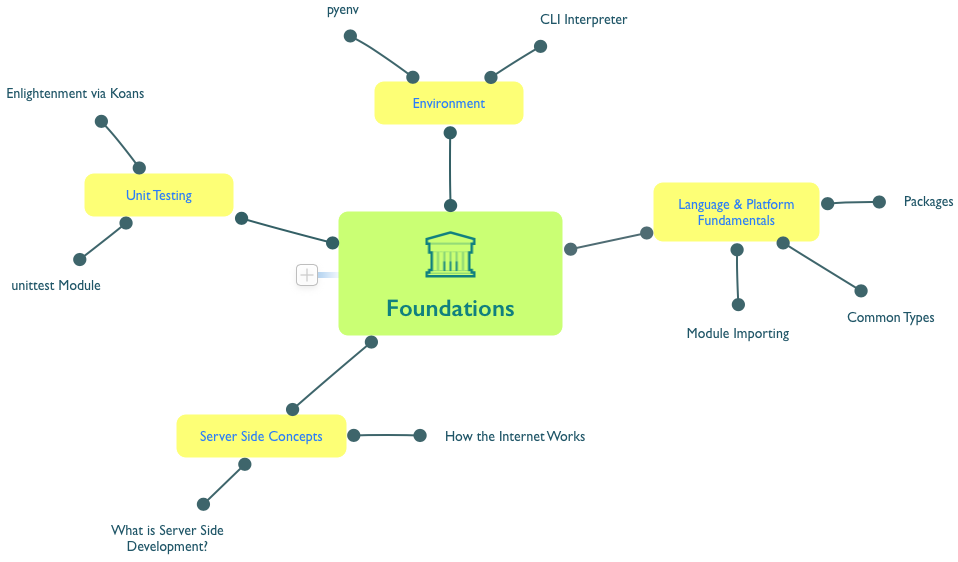 pyenv
CLI Interpreter
Enlightenment via Koans
Environment
Unit Testing
Packages
Language & Platform
Fundamentals
unittest Module
Foundations
Common Types
Module Importing
Server Side Concepts
How the Internet Works
What is Server Side
Development?